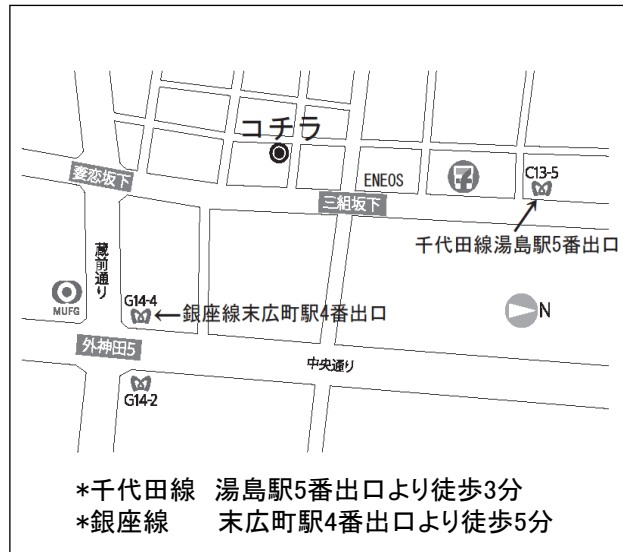 コチラ
妻恋坂下
ENEOS
C13-5
三組坂下
千代田線湯島駅5番出口
蔵前通り
MUFG
G14-4
銀座線末広町駅4番出口
N
外神田5
中央通り
G14-2
*千代田線 湯島駅5番出口より徒歩3分
*銀座線 末広町駅4番出口より徒歩5分